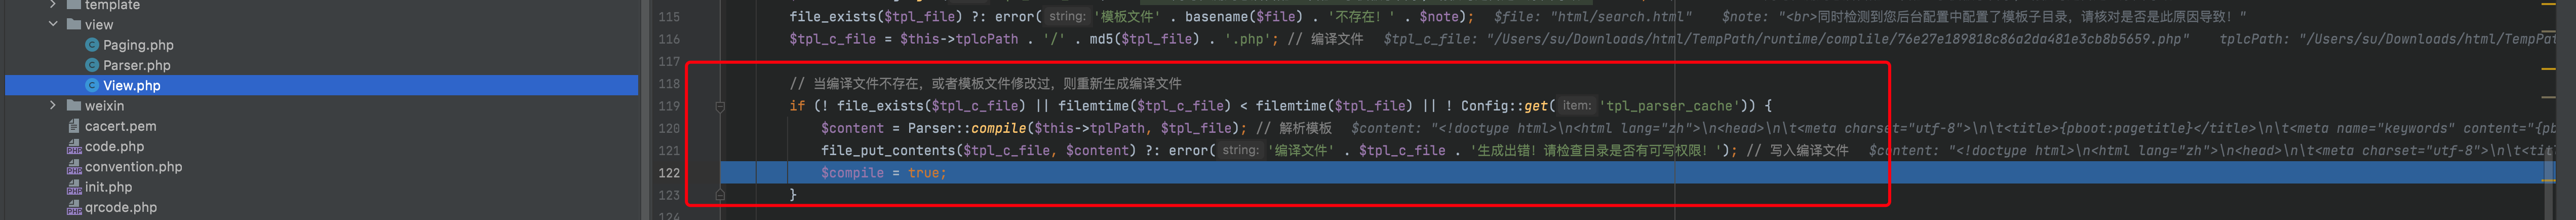 template
view
Paging.php
Parser.php
View.php
weixin
cacert.pem
code.php
convention.php
init.php
qrcode.php
115 file_exists($tpl_file) ?: error( string: '模板文件' . basename($file) . '不存在！' . $note); $file: "html/search.html" $note: "<br>同时检测到您后台配置中配置了模板子目录，请核对是否是此原因导致！"
116 $tpl_c_file = $this->tplcPath . '/' . md5($tpl_file) . '.php'; // 编译文件 $tpl_c_file: "/Users/su/Downloads/html/TempPath/runtime/complile/76e27e189818c86a2da481e3cb8b5659.php" tplcPath: "/Users/su/Downloads/html/TempPat
117
118 // 当编译文件不存在，或者模板文件修改过，则重新生成编译文件
119 if (! file_exists($tpl_c_file) || filemtime($tpl_c_file) < filemtime($tpl_file) || ! Config::get( item: 'tpl_parser_cache')) {
120 $content = Parser::compile($this->tplPath, $tpl_file); // 解析模板 $content: "<!doctype html>\n<html lang="zh">\n<head>\n\t<meta charset="utf-8">\n\t<title>{pboot:pagetitle}</title>\n\t<meta name="keywords" content="{pb
121 file_put_contents($tpl_c_file, $content) ?: error( string: '编译文件' . $tpl_c_file . '生成出错！请检查目录是否有可写权限！'); // 写入编译文件 $content: "<!doctype html>\n<html lang="zh">\n<head>\n\t<meta charset="utf-8">\n\t<titl
122 $compile = true;
123 }
124